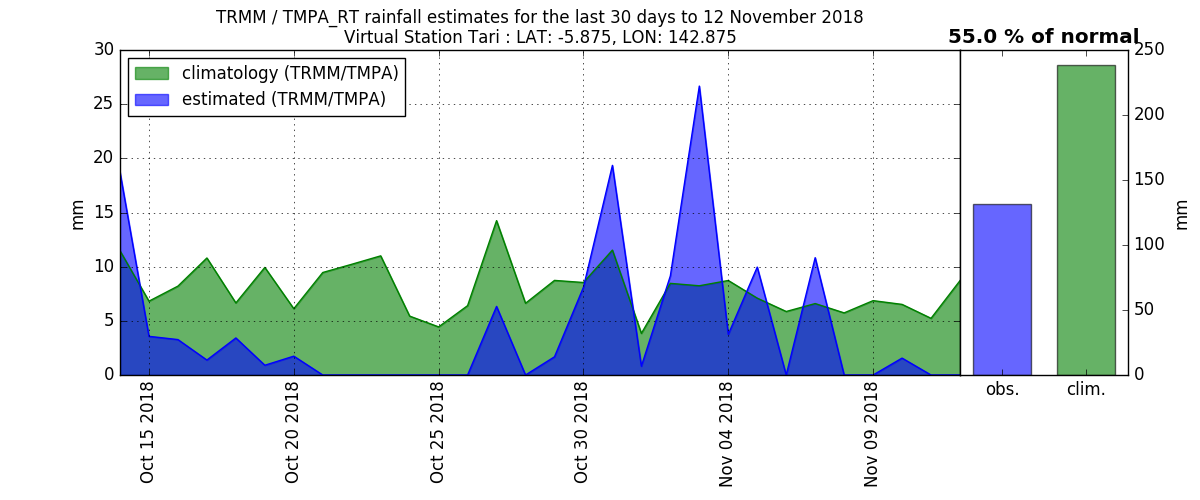 TRMM / TMPA_RT rainfall estimates for the last 30 days to 12 November 2018
Virtual Station Tari : LAT: -5.875, LON: 142.875
55.0 % of normal
climatology (TRMM/TMPA)
estimated (TRMM/TMPA)
mm
30
25
20
15
10
5
0
Oct 15 2018
Oct 20 2018
Oct 25 2018
Oct 30 2018
Nov 04 2018
Nov 09 2018
obs.
clim.
250
200
150
100
50
0
mm